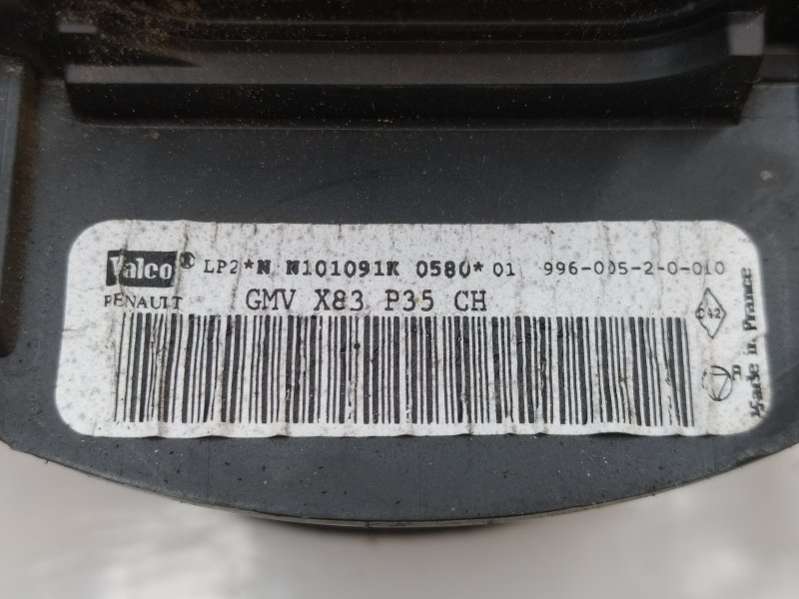 Valeo® LP2*N N101091K 0580* 01 996-005-2-0-010
RENAULT GMV X83 P35 CH
Made in France